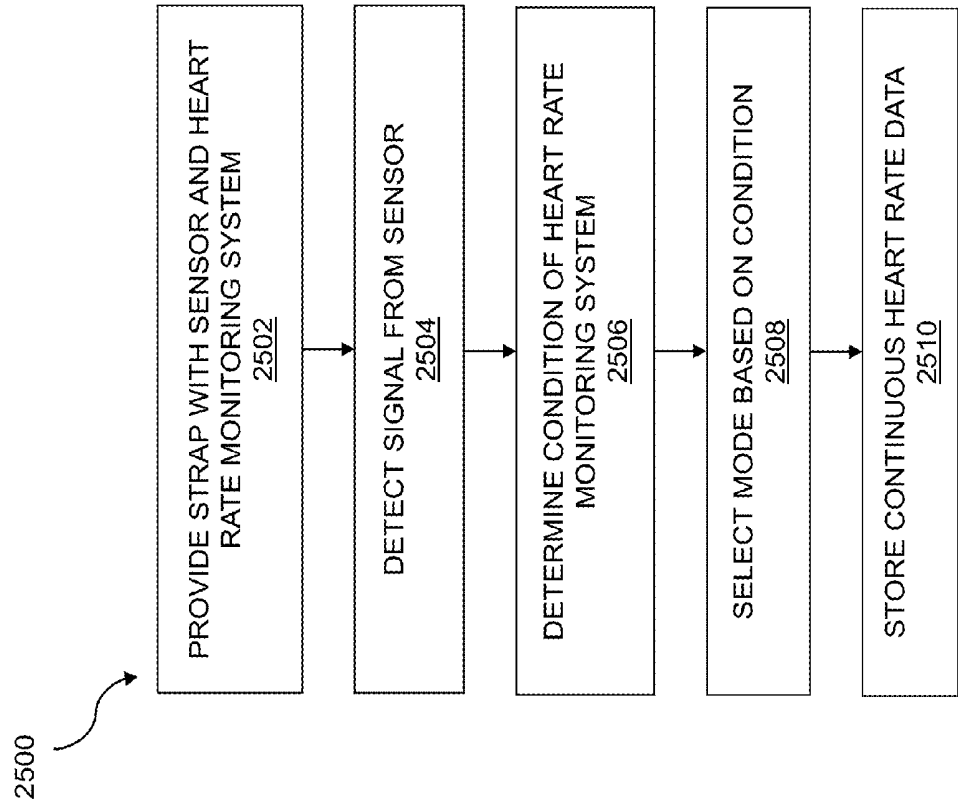 2500
PROVIDE STRAP WITH SENSOR AND HEART
RATE MONITORING SYSTEM
2502
DETECT SIGNAL FROM SENSOR
2504
DETERMINE CONDITION OF HEART RATE
MONITORING SYSTEM
2506
SELECT MODE BASED ON CONDITION
2508
STORE CONTINUOUS HEART RATE DATA
2510